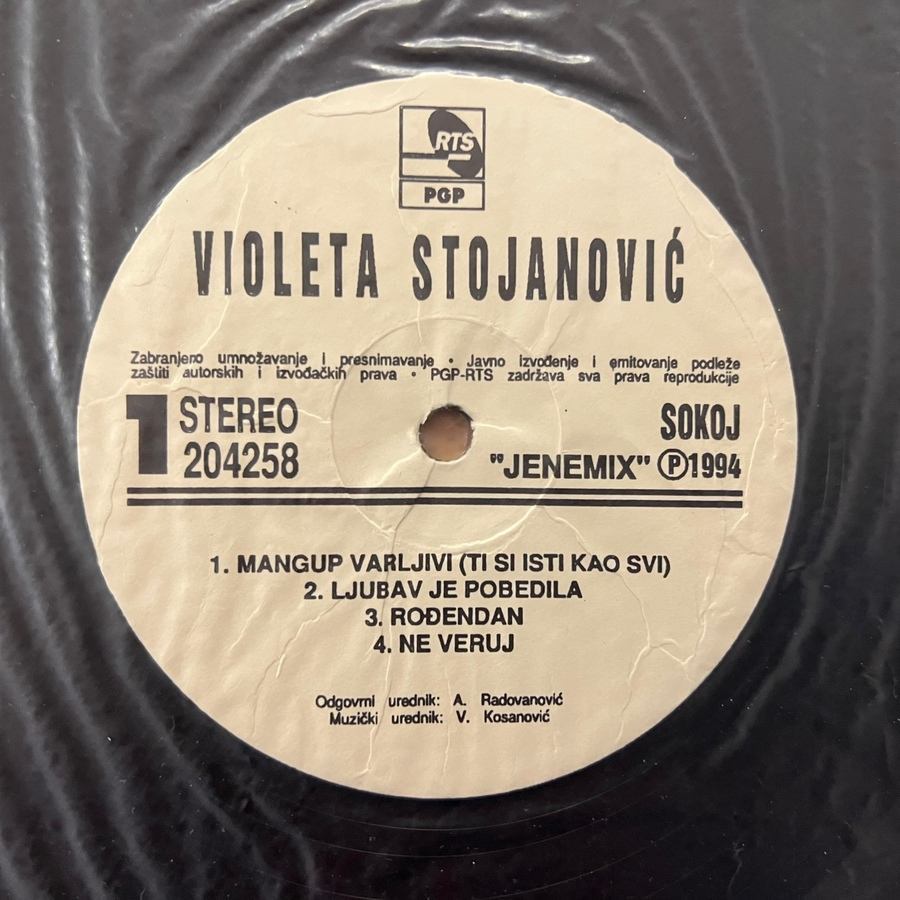 RTS
PGP
VIOLETA STOJANOVIĆ
Zabranjeno umnožavanje i presnimavanje • Javno izvođenje i emitovanje podleže
zaštiti autorskih i izvođačkih prava • PGP-RTS zadržava sva prava reprodukcije
1 STEREO SOKOJ
204258 "JENEMIX" Ⓟ1994
1. MANGUP VARLJIVI (TI SI ISTI KAO SVI)
2. LJUBAV JE POBEDILA
3. ROĐENDAN
4. NE VERUJ
Odgovrni urednik: A. Radovanović
Muzički urednik: V. Kosanović